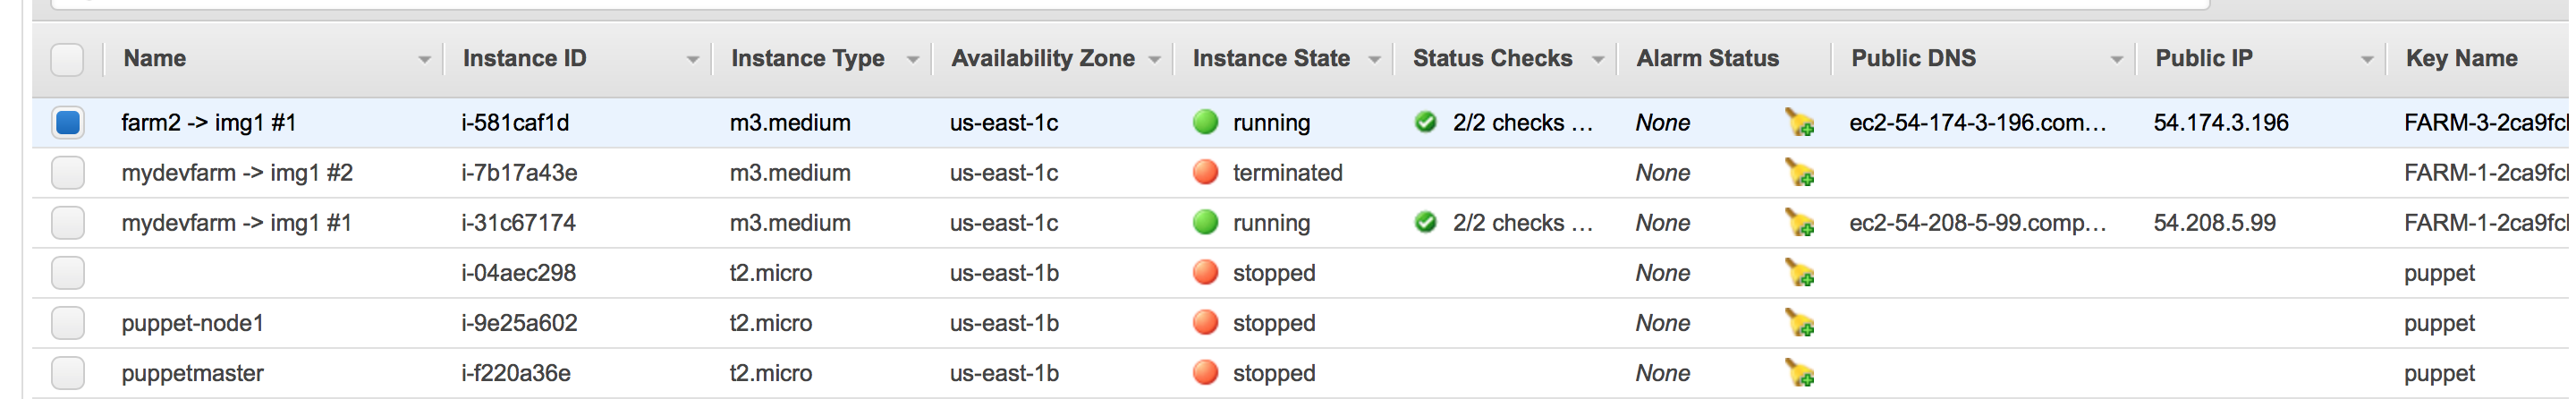 Name Instance ID Instance Type Availability Zone Instance State Status Checks Alarm Status Public DNS Public IP Key Name
farm2 -> img1 #1 i-581caf1d m3.medium us-east-1c running 2/2 checks ... None ec2-54-174-3-196.com... 54.174.3.196 FARM-3-2ca9fcl
mydevfarm -> img1 #2 i-7b17a43e m3.medium us-east-1c terminated None FARM-1-2ca9fcl
mydevfarm -> img1 #1 i-31c67174 m3.medium us-east-1c running 2/2 checks ... None ec2-54-208-5-99.comp... 54.208.5.99 FARM-1-2ca9fcl
i-04aec298 t2.micro us-east-1b stopped None puppet
puppet-node1 i-9e25a602 t2.micro us-east-1b stopped None puppet
puppetmaster i-f220a36e t2.micro us-east-1b stopped None puppet